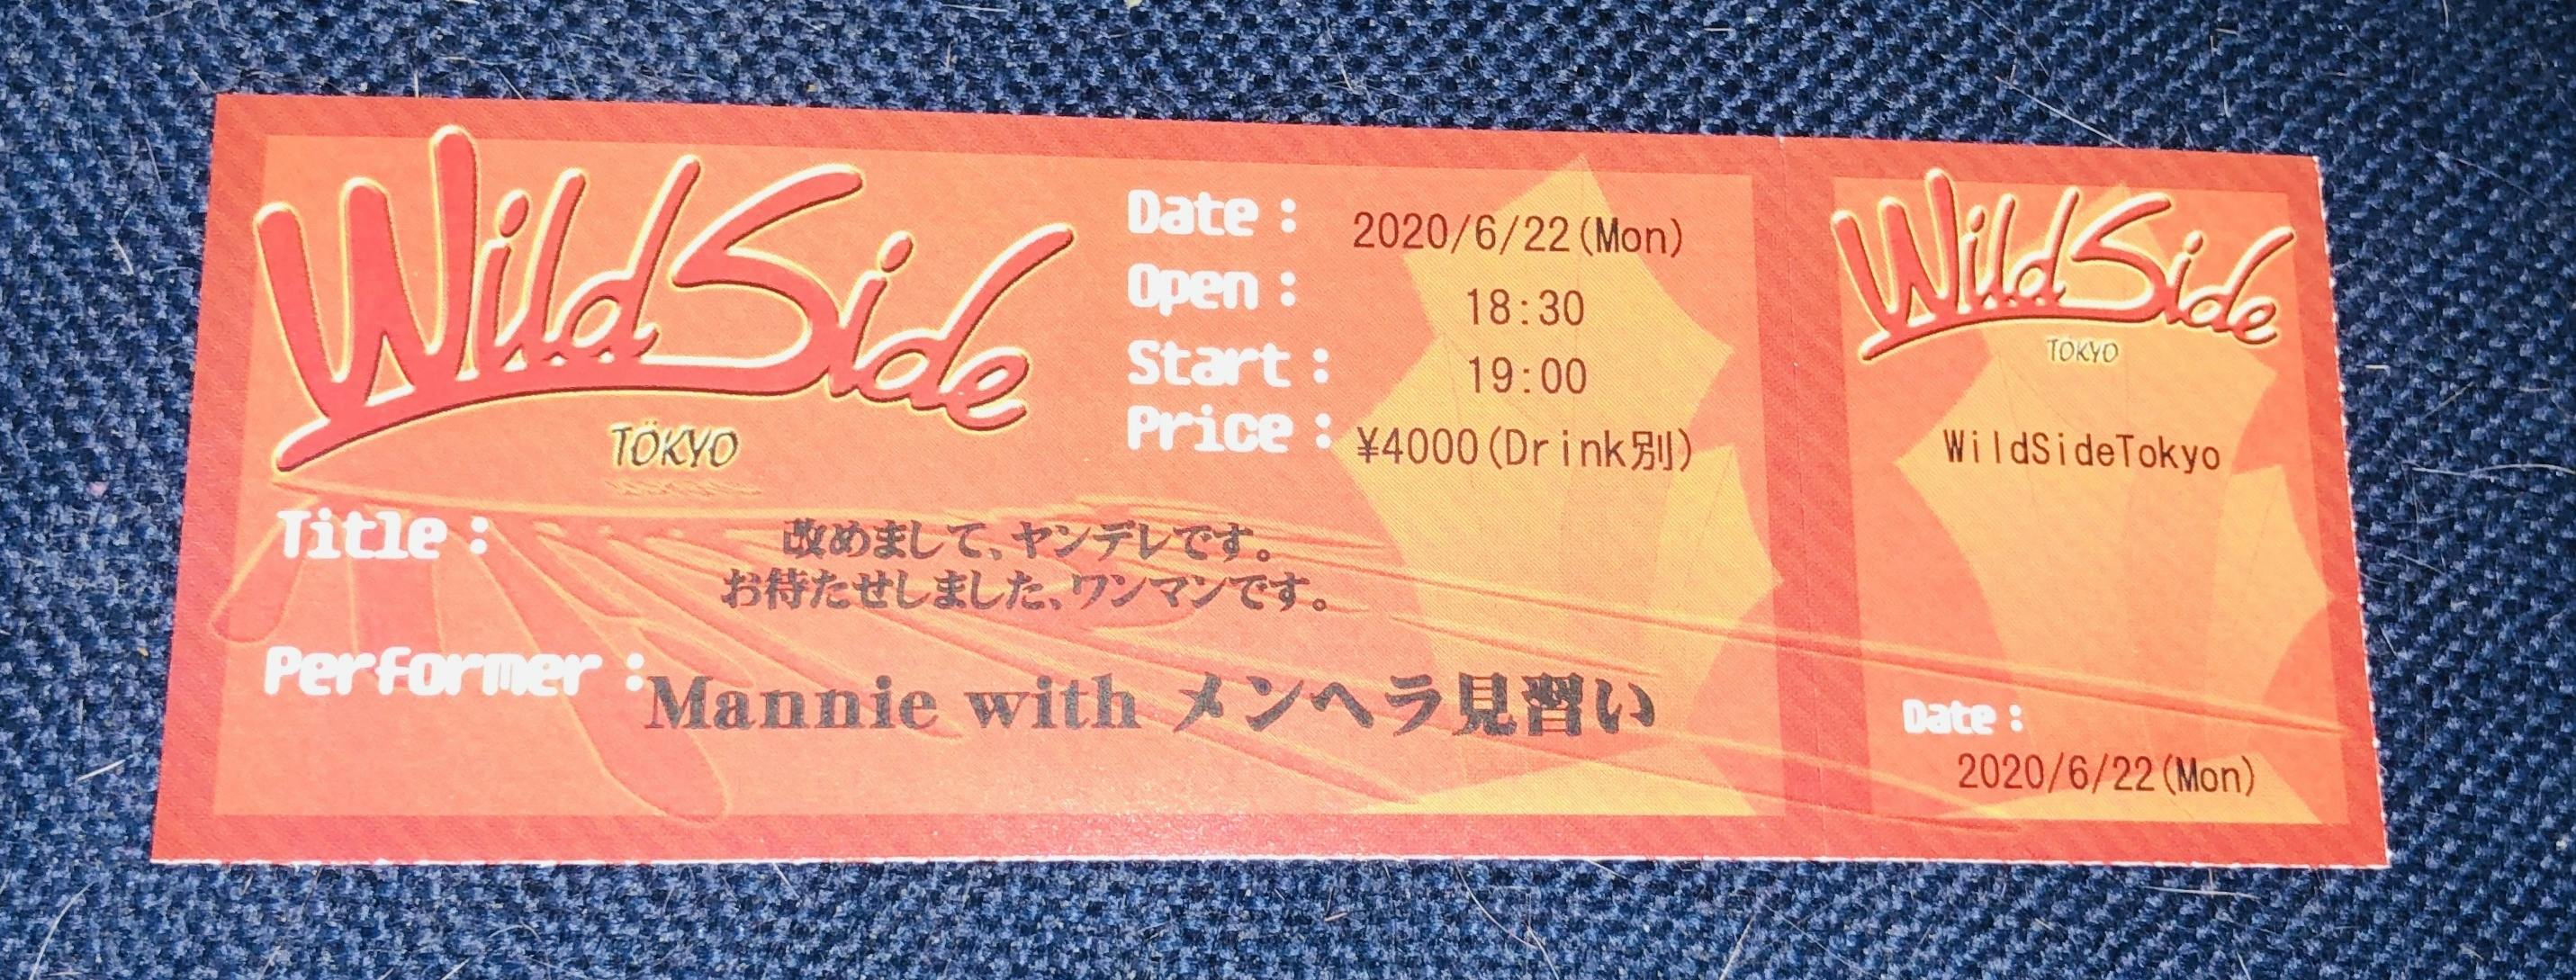 WildSide
TOKYO
Date : 2020/6/22(Mon)
Open : 18:30
Start : 19:00
Price : ¥4000(Drink別)
Title : 改めまして、ヤンデレです。
お待たせしました、ワンマンです。
Performer : Mannie with メンヘラ見習い
WildSide
TOKYO
WildSideTokyo
Date :
2020/6/22(Mon)